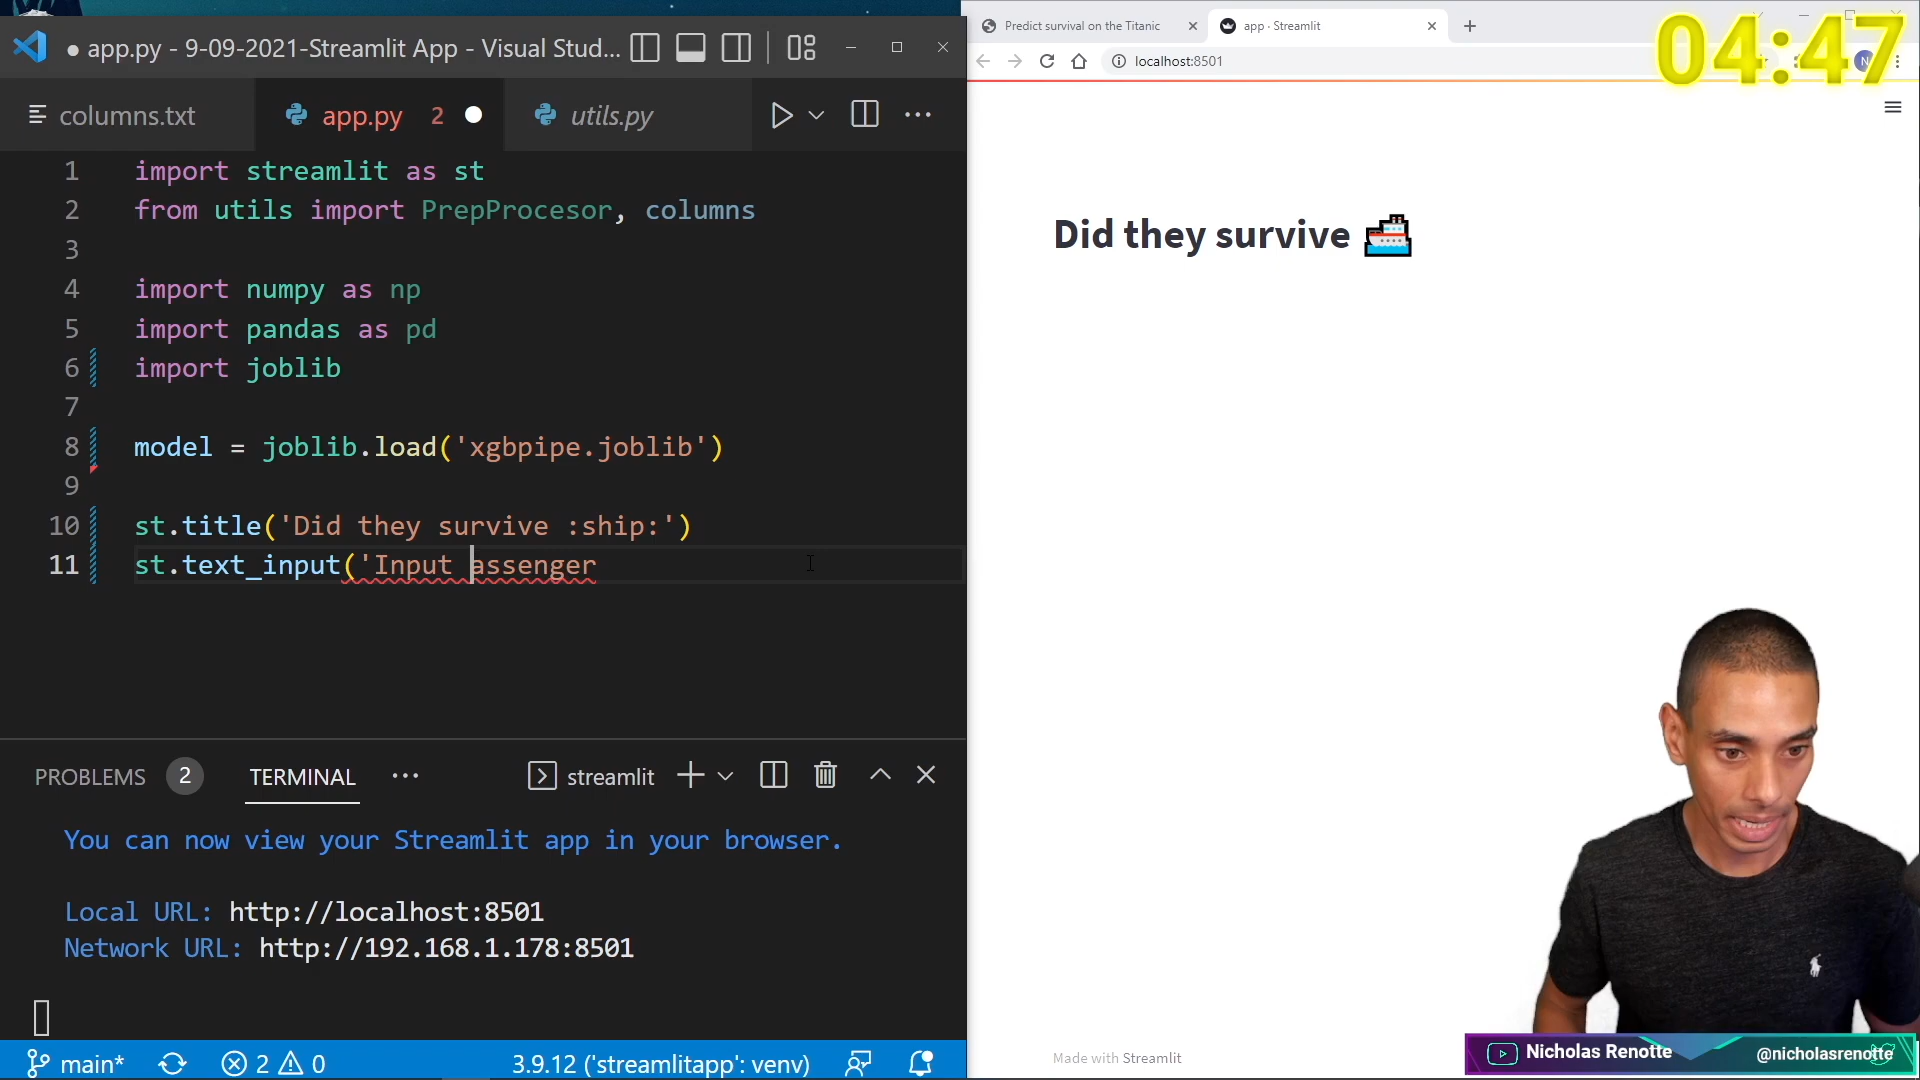 app.py - 9-09-2021-Streamlit App - Visual Stud...
columns.txt
app.py 2
utils.py
1 import streamlit as st
2 from utils import PrepProcesor, columns
3
4 import numpy as np
5 import pandas as pd
6 import joblib
7
8 model = joblib.load('xgbpipe.joblib')
9
10 st.title('Did they survive :ship:')
11 st.text_input('Input assenger
PROBLEMS 2 TERMINAL ... streamlit
You can now view your Streamlit app in your browser.
Local URL: http://localhost:8501
Network URL: http://192.168.1.178:8501
main* 2 0 3.9.12 ('streamlitapp': venv)
Predict survival on the Titanic
app · Streamlit
localhost:8501
N
04:47
Did they survive
Made with Streamlit
Nicholas Renotte @nicholasrenotte